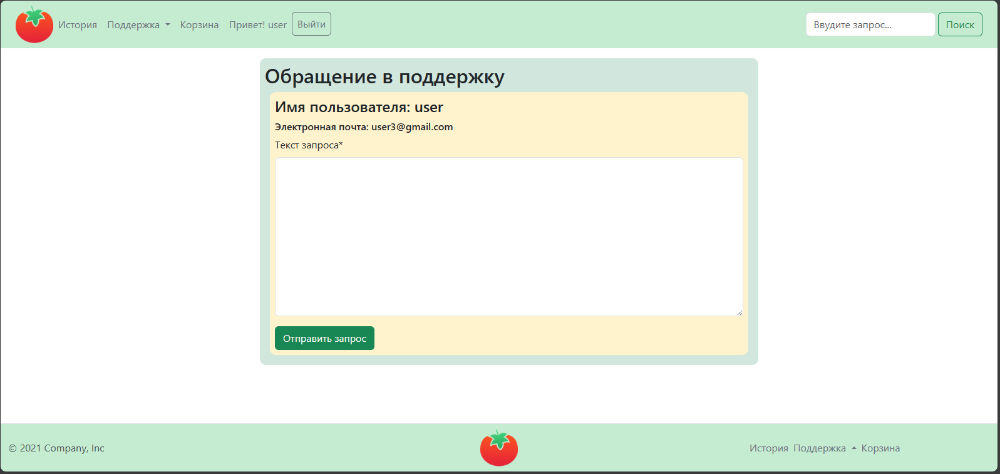 История Поддержка Корзина Привет! user Выйти Ввудите запрос... Поиск
Обращение в поддержку
Имя пользователя: user
Электронная почта: user3@gmail.com
Текст запроса*
Отправить запрос
© 2021 Company, Inc История Поддержка Корзина